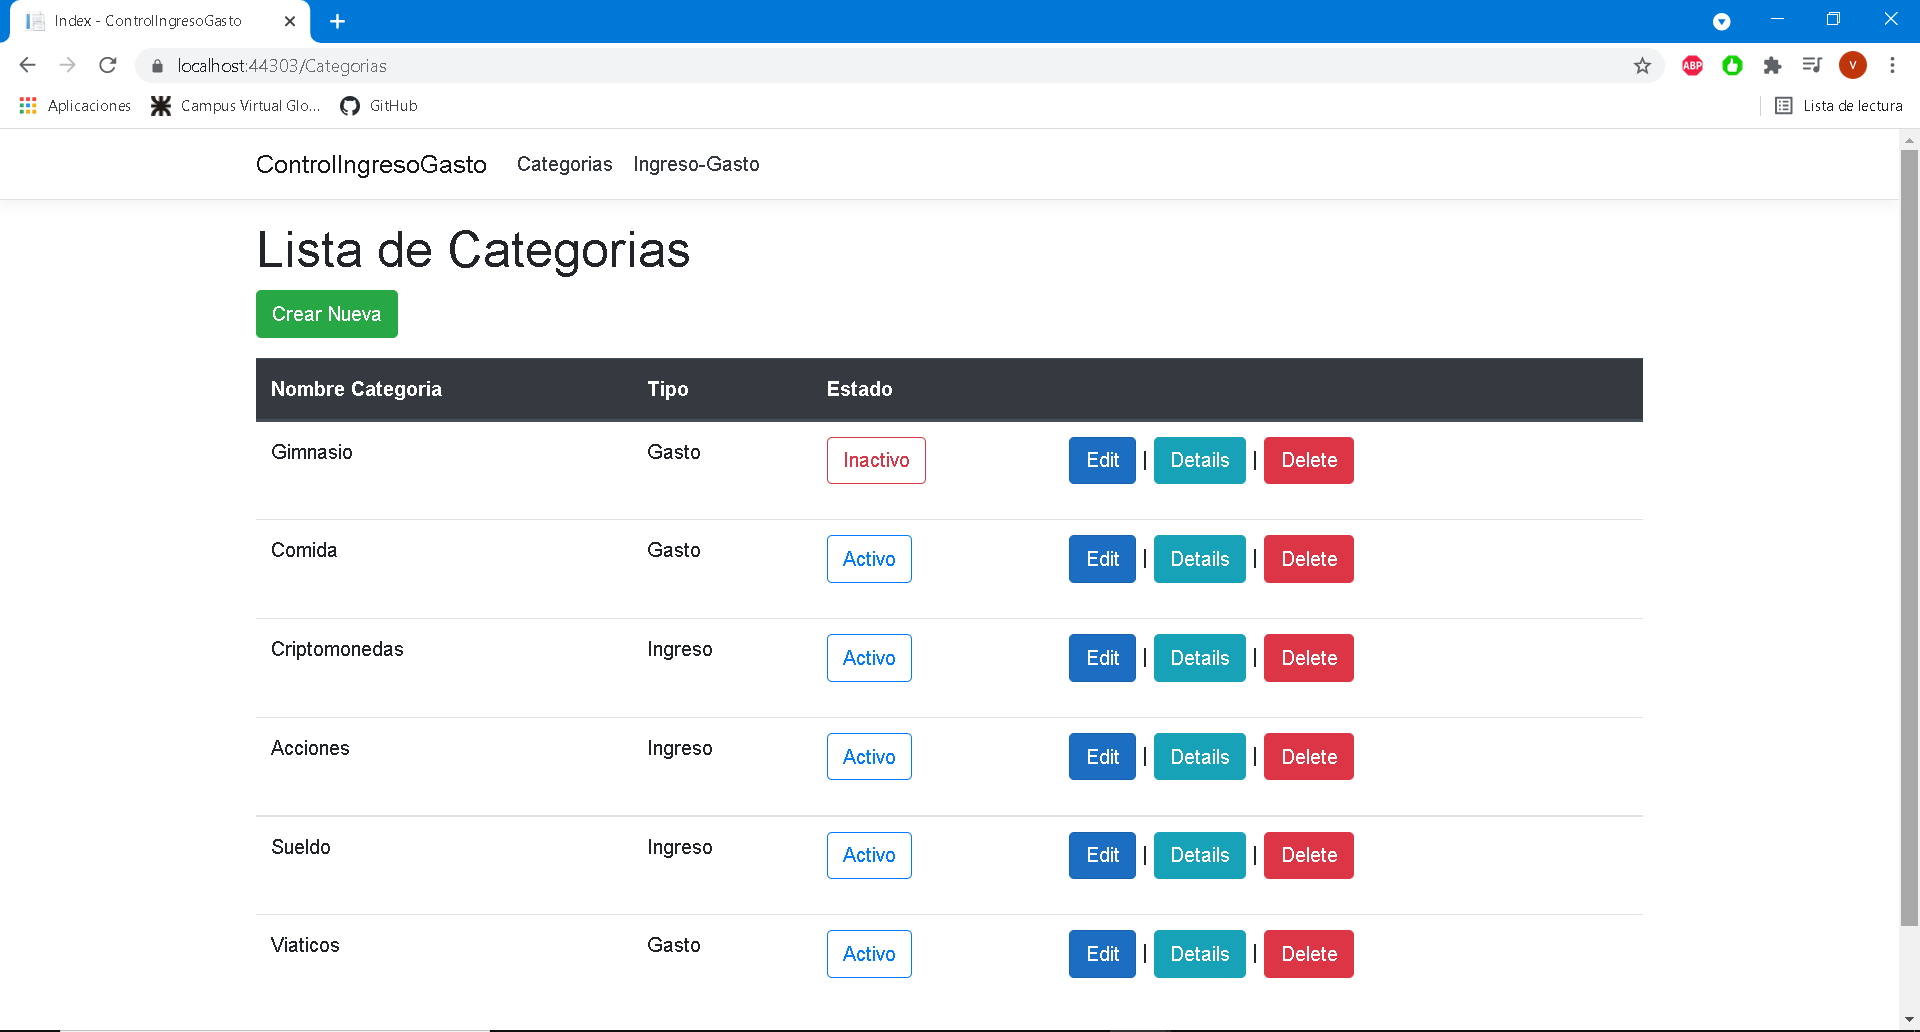 Index - ControlIngresoGasto
localhost:44303/Categorias
ABP
V
Aplicaciones Campus Virtual Glo... GitHub Lista de lectura
ControlIngresoGasto Categorias Ingreso-Gasto
Lista de Categorias
Crear Nueva
Nombre Categoria Tipo Estado
Gimnasio Gasto Inactivo Edit | Details | Delete
Comida Gasto Activo Edit | Details | Delete
Criptomonedas Ingreso Activo Edit | Details | Delete
Acciones Ingreso Activo Edit | Details | Delete
Sueldo Ingreso Activo Edit | Details | Delete
Viaticos Gasto Activo Edit | Details | Delete